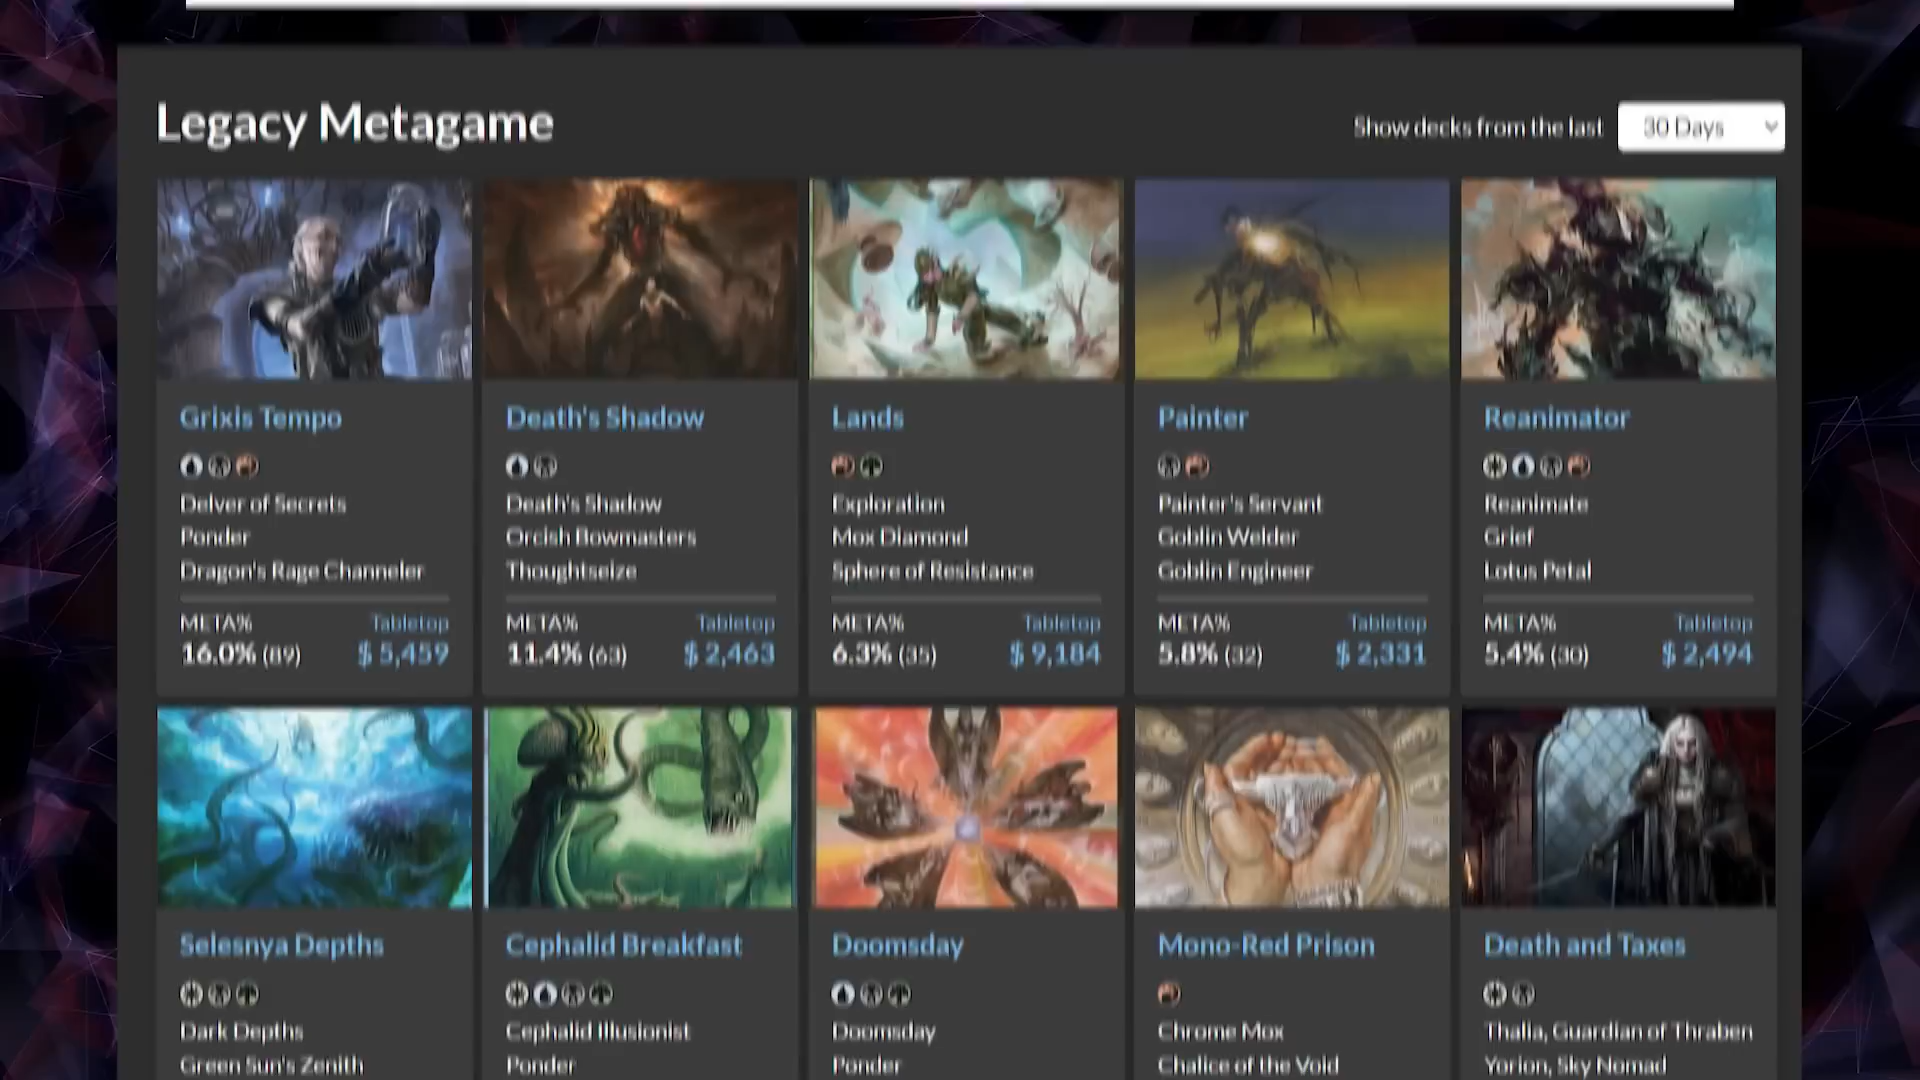 Legacy Metagame
Show decks from the last 30 Days
Grixis Tempo
Delver of Secrets
Ponder
Dragon's Rage Channeler
META% Tabletop
16.0% (89) $ 5,459
Death's Shadow
Death's Shadow
Orcish Bowmasters
Thoughtseize
META% Tabletop
11.4% (63) $ 2,463
Lands
Exploration
Mox Diamond
Sphere of Resistance
META% Tabletop
6.3% (35) $ 9,184
Painter
Painter's Servant
Goblin Welder
Goblin Engineer
META% Tabletop
5.8% (32) $ 2,331
Reanimator
Reanimate
Grief
Lotus Petal
META% Tabletop
5.4% (30) $ 2,494
Selesnya Depths
Dark Depths
Green Sun's Zenith
Cephalid Breakfast
Cephalid Illusionist
Ponder
Doomsday
Doomsday
Ponder
Mono-Red Prison
Chrome Mox
Chalice of the Void
Death and Taxes
Thalia, Guardian of Thraben
Yorion, Sky Nomad